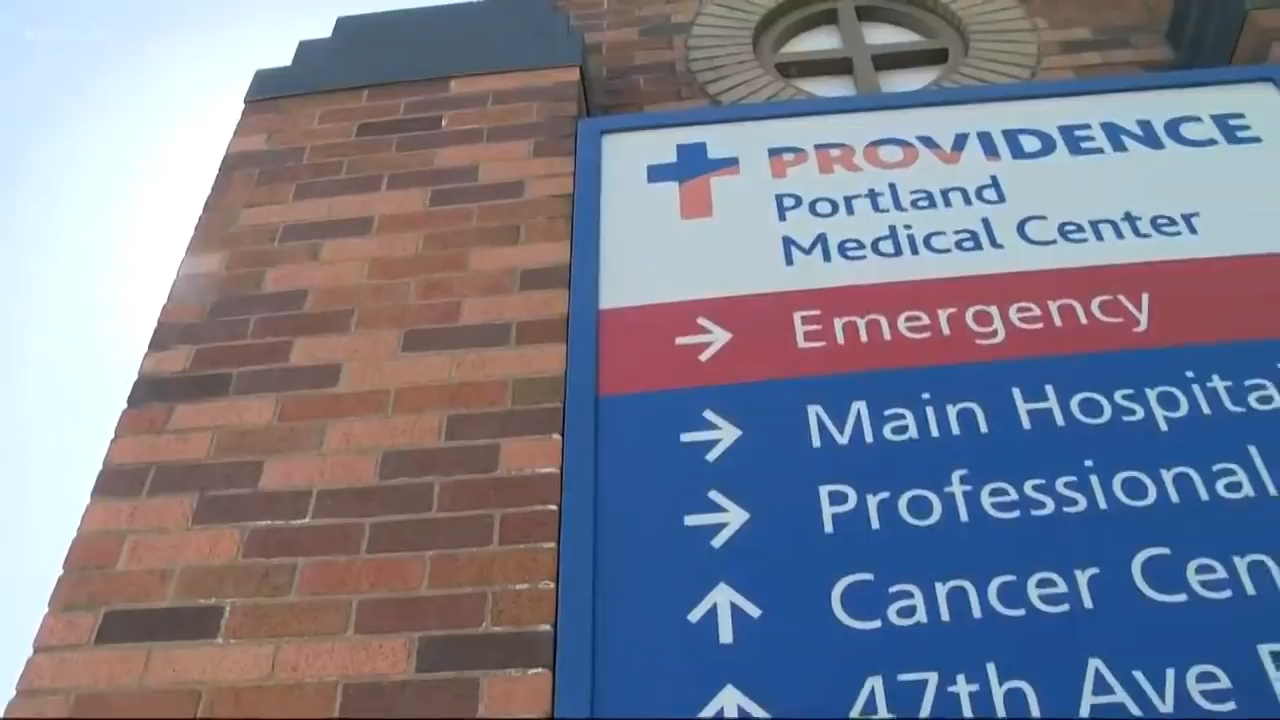 PROVIDENCE
Portland
Medical Center
→ Emergency
→ Main Hospita
→ Professional
↑ Cancer Cen
↑ 47th Ave